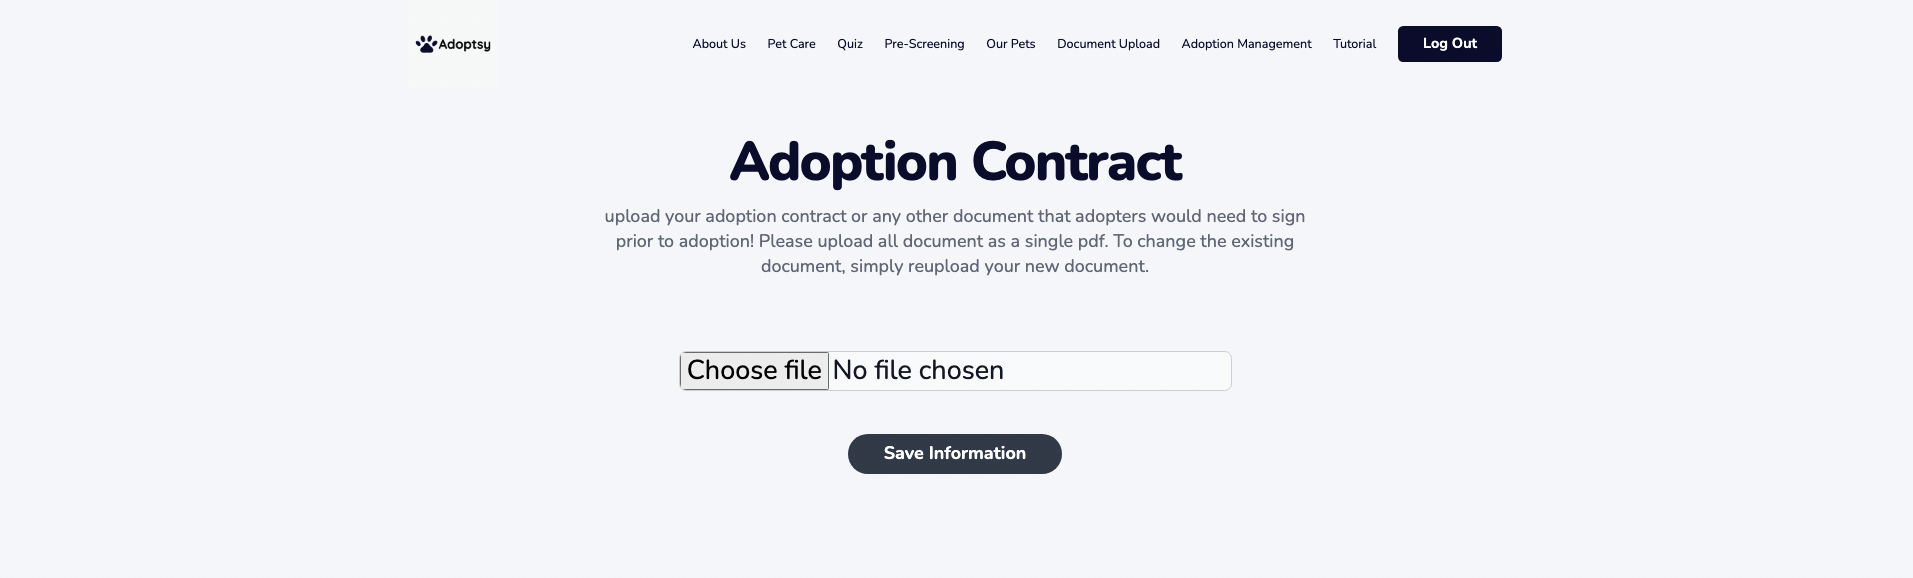 Adoptsy
About Us Pet Care Quiz Pre-Screening Our Pets Document Upload Adoption Management Tutorial Log Out
Adoption Contract
upload your adoption contract or any other document that adopters would need to sign
prior to adoption! Please upload all document as a single pdf. To change the existing
document, simply reupload your new document.
Choose file No file chosen
Save Information